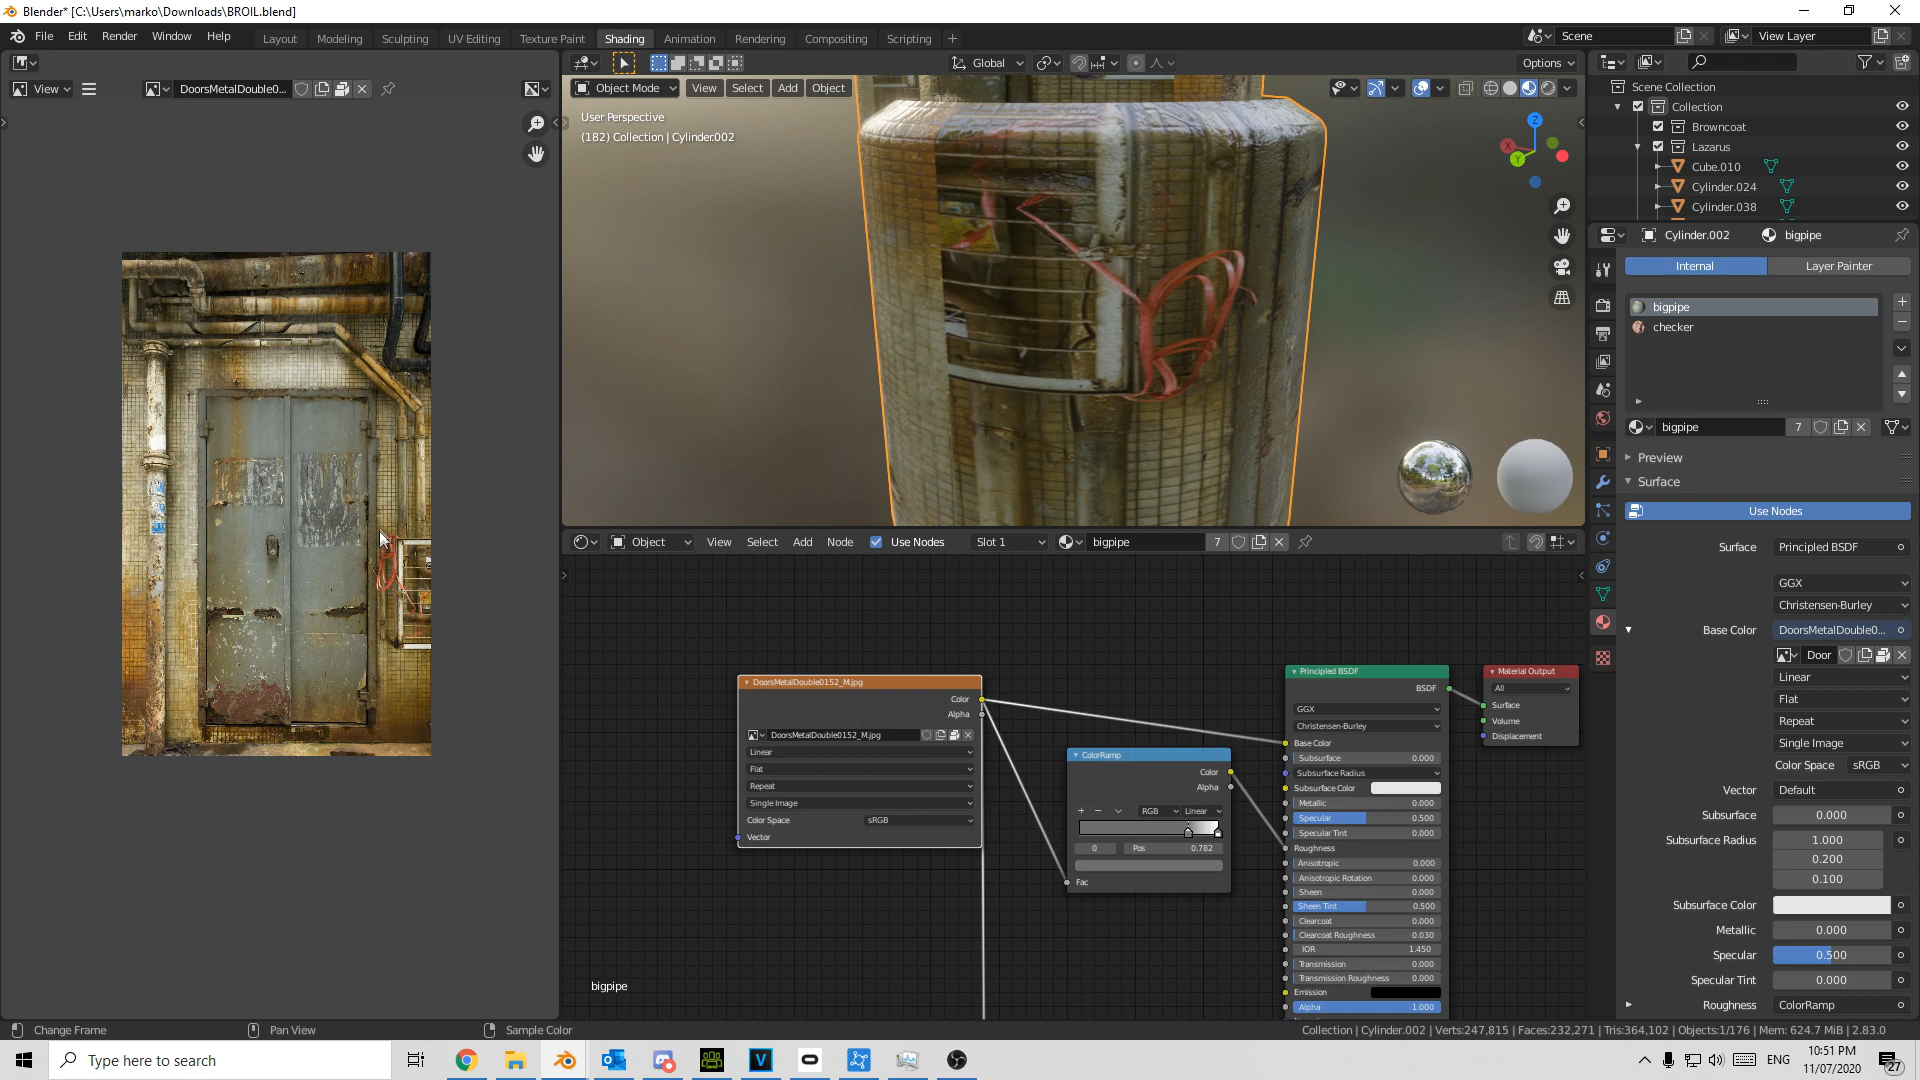 Blender* [C:\Users\marko\Downloads\BROIL.blend]
File Edit Render Window Help
Layout Modeling Sculpting UV Editing Texture Paint Shading Animation Rendering Compositing Scripting +
Scene View Layer
Global Options
View DoorsMetalDouble0...
Object Mode View Select Add Object
User Perspective
(182) Collection | Cylinder.002
Z
X
Y
Scene Collection
Collection
Browncoat
Lazarus
Cube.010
Cylinder.024
Cylinder.038
Cylinder.002 bigpipe
Internal Layer Painter
bigpipe
checker
bigpipe 7
Preview
Surface
Use Nodes
Surface Principled BSDF
GGX
Christensen-Burley
Base Color DoorsMetalDouble0...
Door
Linear
Flat
Repeat
Single Image
Color Space sRGB
Vector Default
Subsurface 0.000
Subsurface Radius 1.000
0.200
0.100
Subsurface Color
Metallic 0.000
Specular 0.500
Specular Tint 0.000
Roughness ColorRamp
Object View Select Add Node Use Nodes Slot 1 bigpipe 7
DoorsMetalDouble0152_M.jpg
Color
Alpha
DoorsMetalDouble0152_M.jpg
Linear
Flat
Repeat
Single Image
Color Space sRGB
Vector
ColorRamp
Color
Alpha
RGB Linear
0 Pos 0.782
Fac
Principled BSDF
BSDF
GGX
Christensen-Burley
Base Color
Subsurface 0.000
Subsurface Radius
Subsurface Color
Metallic 0.000
Specular 0.500
Specular Tint 0.000
Roughness
Anisotropic 0.000
Anisotropic Rotation 0.000
Sheen 0.000
Sheen Tint 0.500
Clearcoat 0.000
Clearcoat Roughness 0.030
IOR 1.450
Transmission 0.000
Transmission Roughness 0.000
Emission
Alpha 1.000
Material Output
All
Surface
Volume
Displacement
bigpipe
Change Frame Pan View Sample Color
Collection | Cylinder.002 | Verts:247,815 | Faces:232,271 | Tris:364,102 | Objects:1/176 | Mem: 624.7 MiB | 2.83.0
Type here to search
ENG
10:51 PM
11/07/2020
27